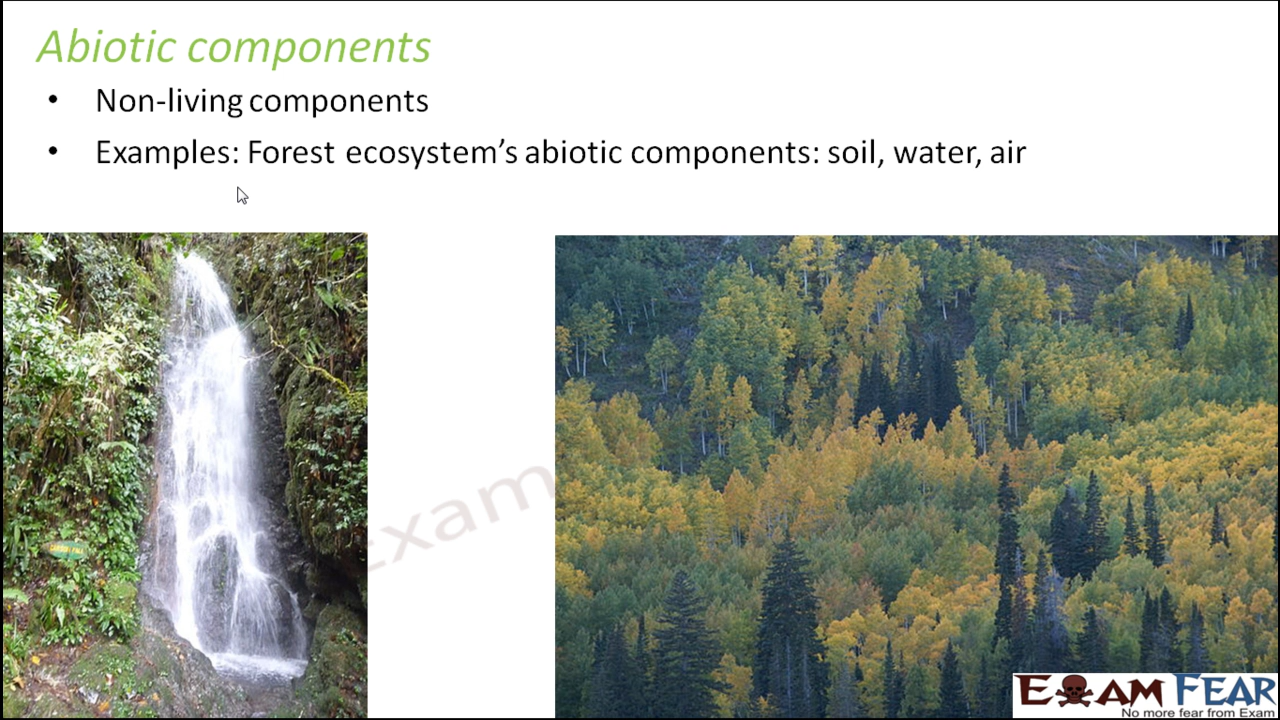 Abiotic components
• Non-living components
• Examples: Forest ecosystem's abiotic components: soil, water, air
Exam
EXAM FEAR
No more fear from Exam